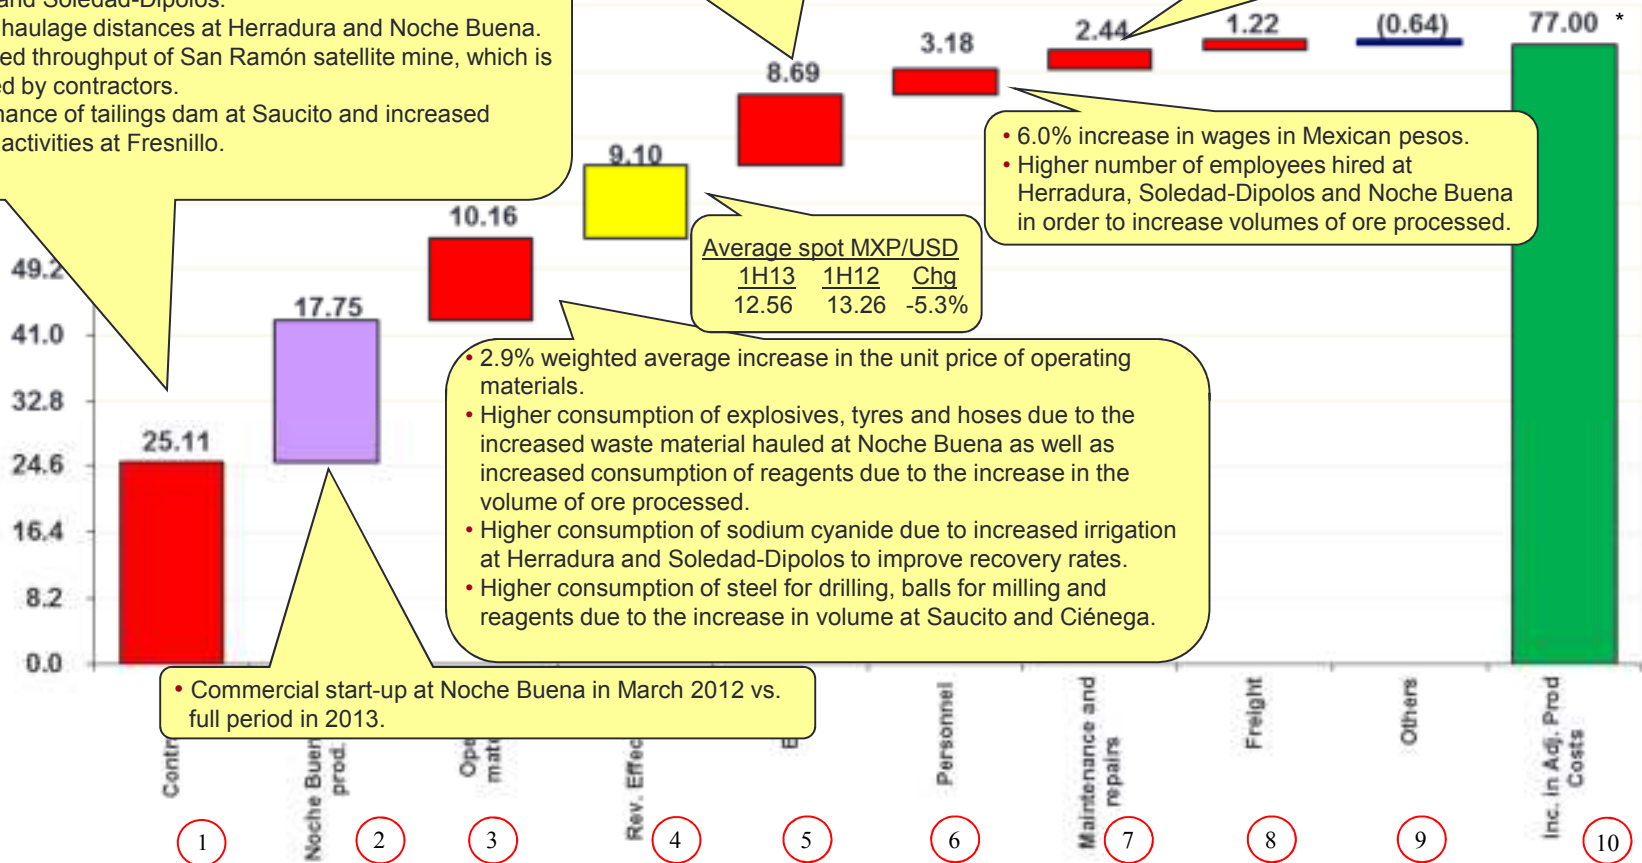 and Soledad-Dipolos.
haulage distances at Herradura and Noche Buena.
ed throughput of San Ramón satellite mine, which is
ed by contractors.
nance of tailings dam at Saucito and increased
activities at Fresnillo.
8.69
3.18
2.44
1.22
(0.64)
77.00 *
• 6.0% increase in wages in Mexican pesos.
• Higher number of employees hired at
Herradura, Soledad-Dipolos and Noche Buena
in order to increase volumes of ore processed.
9.10
10.16
Average spot MXP/USD
1H13 1H12 Chg
12.56 13.26 -5.3%
17.75
25.11
49.2
41.0
32.8
24.6
16.4
8.2
0.0
• 2.9% weighted average increase in the unit price of operating
materials.
• Higher consumption of explosives, tyres and hoses due to the
increased waste material hauled at Noche Buena as well as
increased consumption of reagents due to the increase in the
volume of ore processed.
• Higher consumption of sodium cyanide due to increased irrigation
at Herradura and Soledad-Dipolos to improve recovery rates.
• Higher consumption of steel for drilling, balls for milling and
reagents due to the increase in volume at Saucito and Ciénega.
• Commercial start-up at Noche Buena in March 2012 vs.
full period in 2013.
Contr
Noche Buen
prod.
Ope
mate
Rev. Effec
Personnel
Maintenance and
repairs
Freight
Others
Inc. in Adj. Prod
Costs
1
2
3
4
5
6
7
8
9
10